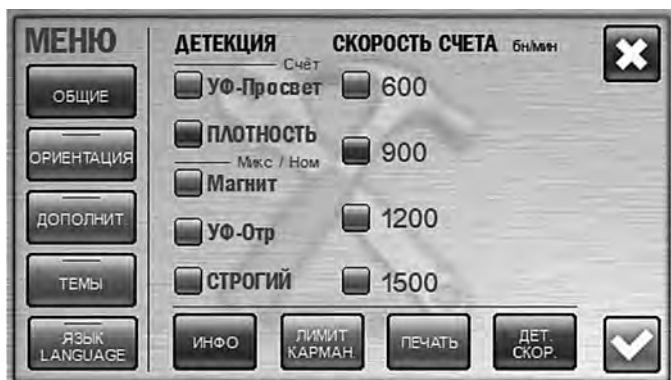 МЕНЮ
ОБЩИЕ
ОРИЕНТАЦИЯ
ДОПОЛНИТ.
ТЕМЫ
ЯЗЫК
LANGUAGE
ДЕТЕКЦИЯ
Счёт
УФ-Просвет
ПЛОТНОСТЬ
Микс / Ном
Магнит
УФ-Отр
СТРОГИЙ
СКОРОСТЬ СЧЕТА бн/мин
600
900
1200
1500
ИНФО
ЛИМИТ
КАРМАН.
ПЕЧАТЬ
ДЕТ.
СКОР.